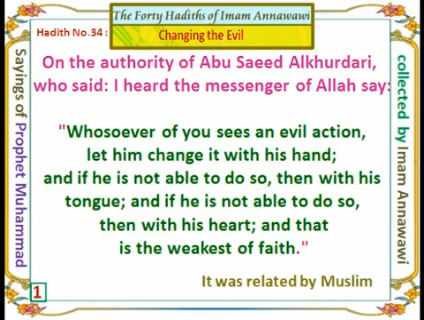 The Forty Hadiths of Imam Annawawi
Hadith No.34 :
Changing the Evil
On the authority of Abu Saeed Alkhurdari,
who said: I heard the messenger of Allah say:
"Whosoever of you sees an evil action,
let him change it with his hand;
and if he is not able to do so, then with his
tongue; and if he is not able to do so,
then with his heart; and that
is the weakest of faith."
It was related by Muslim
Sayings of Prophet Muhammad
collected by Imam Annawawi
1